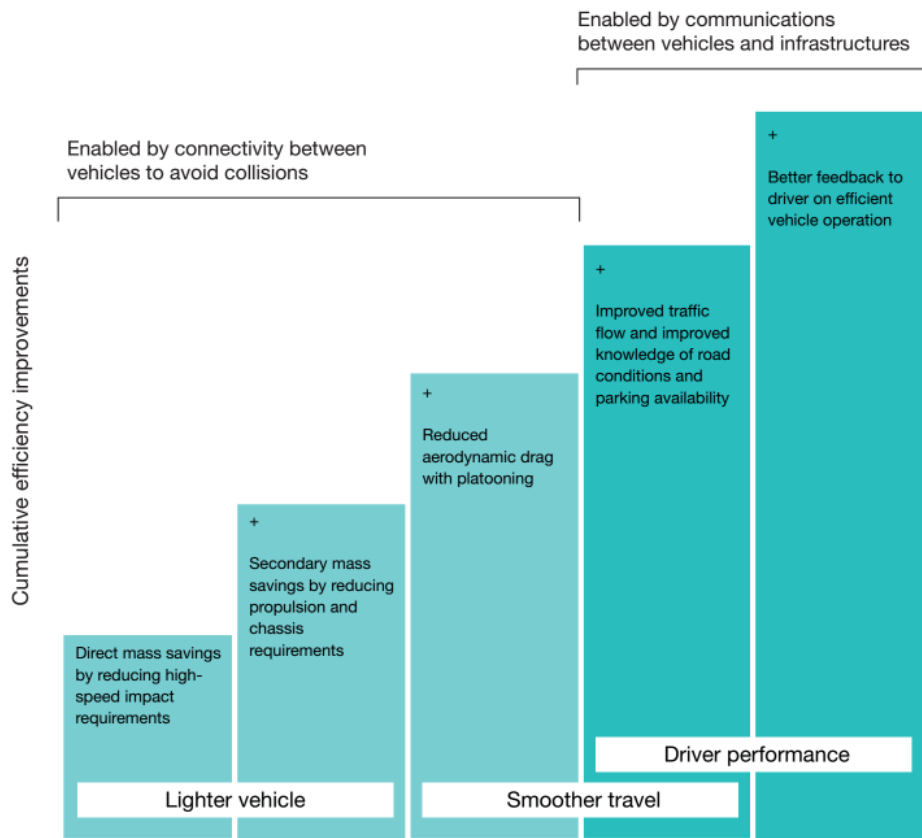 Enabled by communications
between vehicles and infrastructures
Enabled by connectivity between
vehicles to avoid collisions
Cumulative efficiency improvements
Direct mass savings
by reducing high-
speed impact
requirements
+
Secondary mass
savings by reducing
propulsion and
chassis
requirements
+
Reduced
aerodynamic drag
with platooning
+
Improved traffic
flow and improved
knowledge of road
conditions and
parking availability
+
Better feedback to
driver on efficient
vehicle operation
Lighter vehicle
Smoother travel
Driver performance